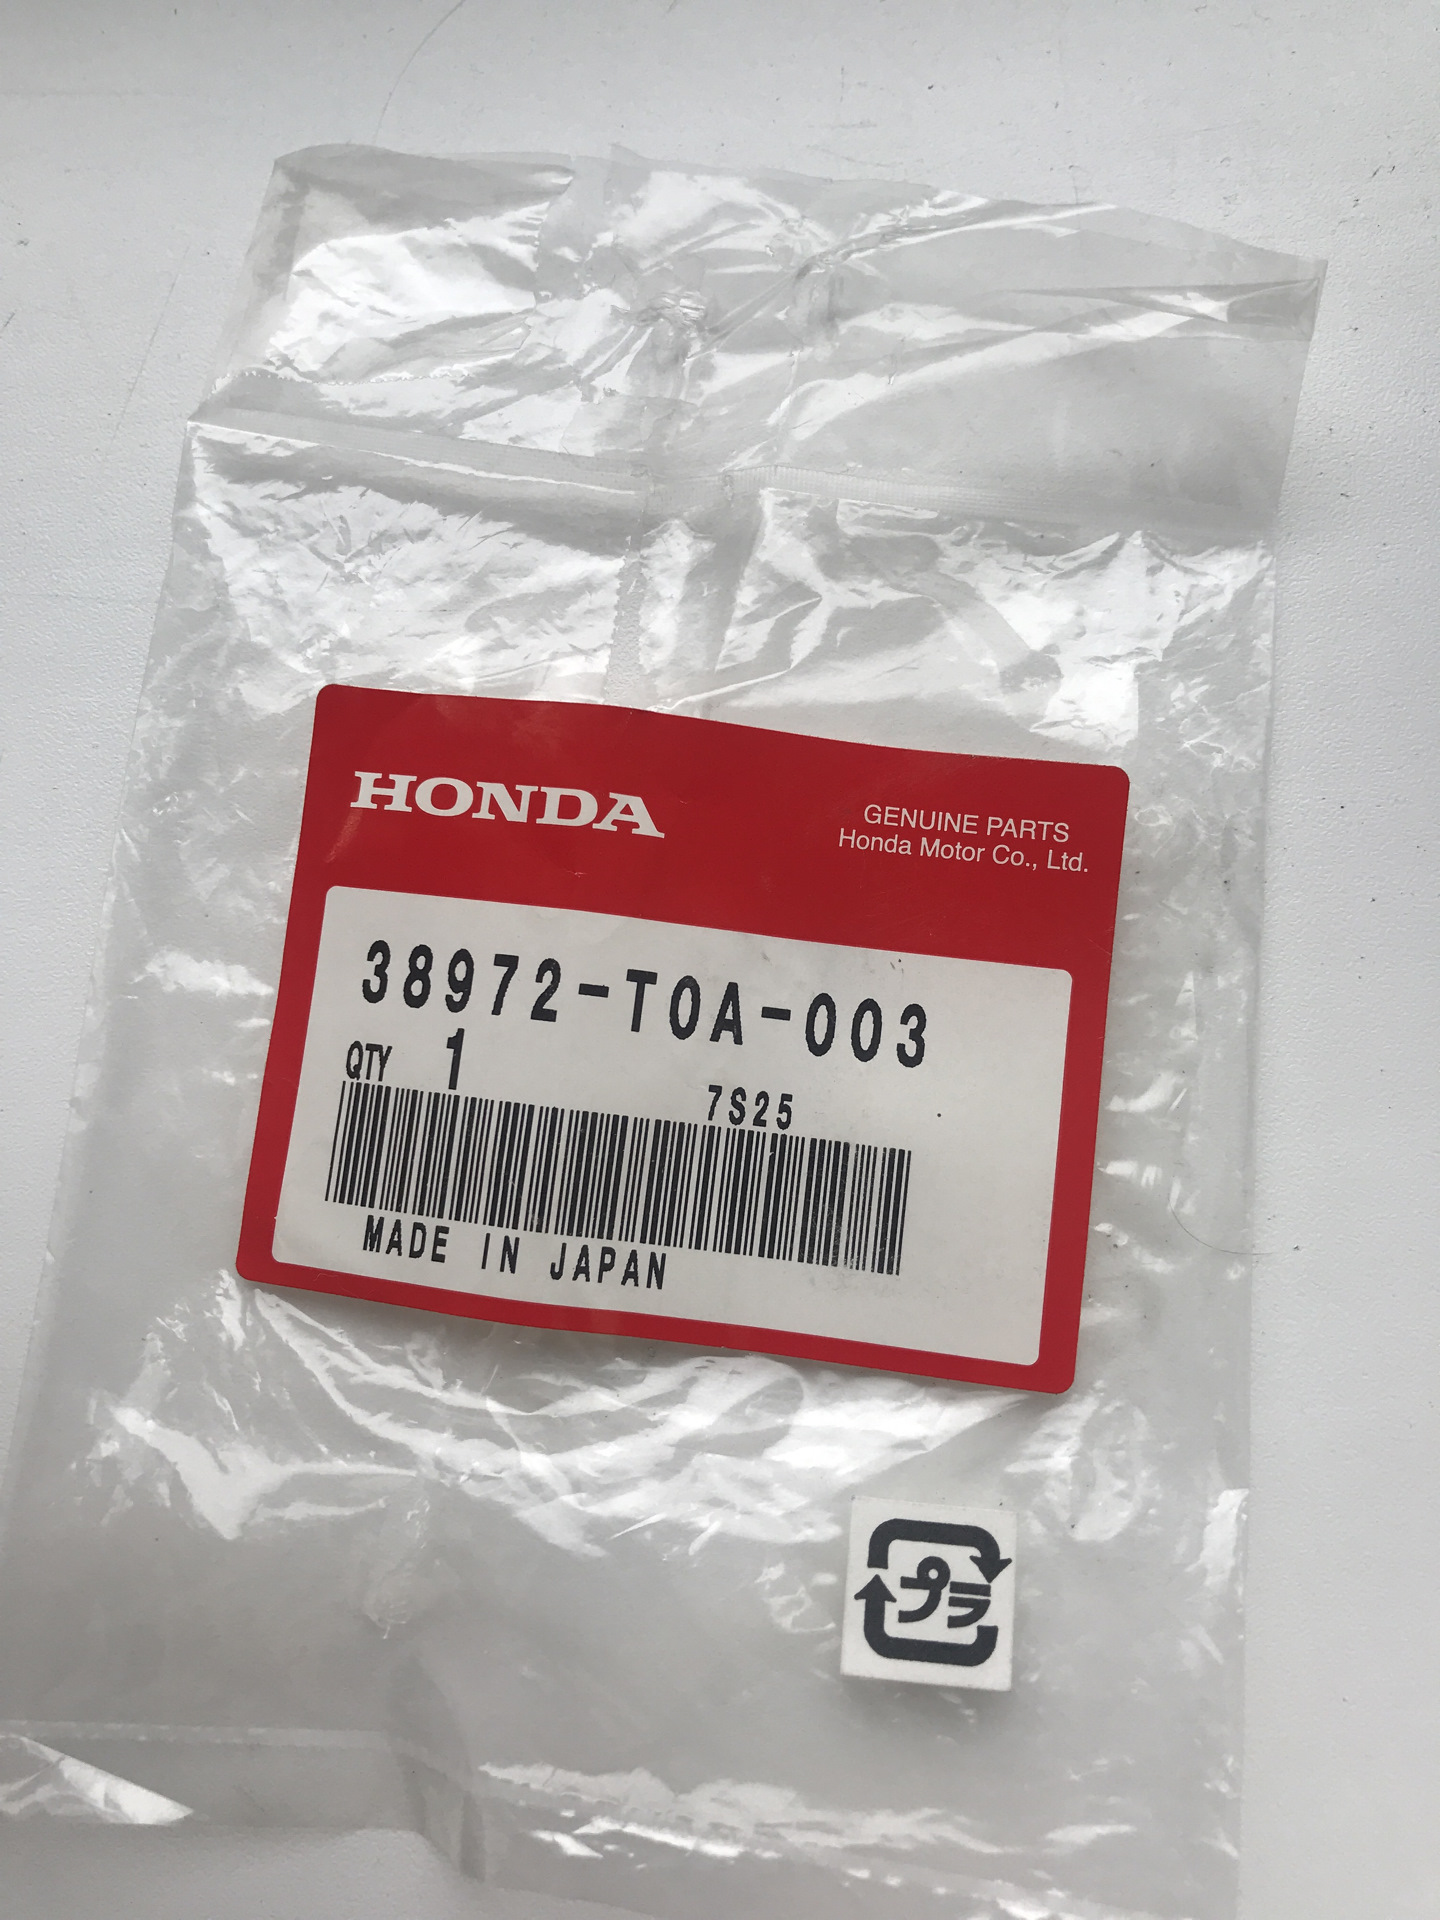 HONDA
GENUINE PARTS
Honda Motor Co., Ltd.
38972-T0A-003
QTY 1
7S25
MADE IN JAPAN
プラ